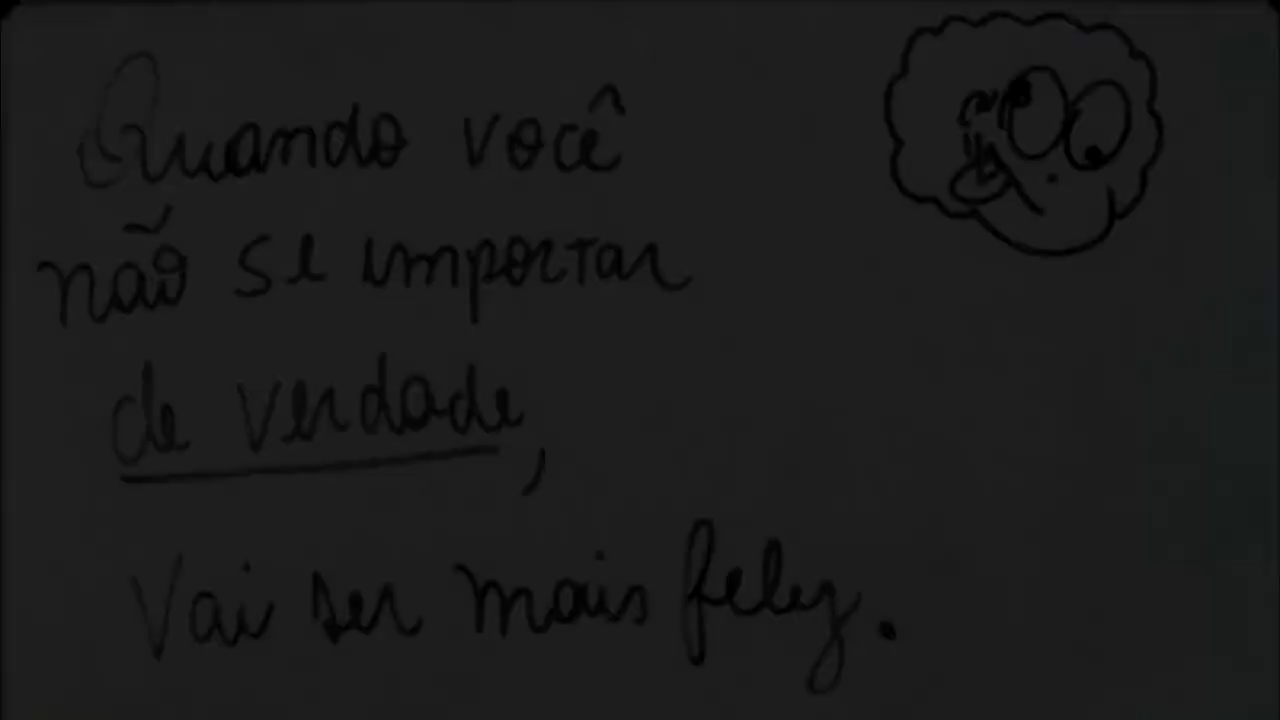 Quando você
não se importar
de verdade,
Vai ser mais feliz.